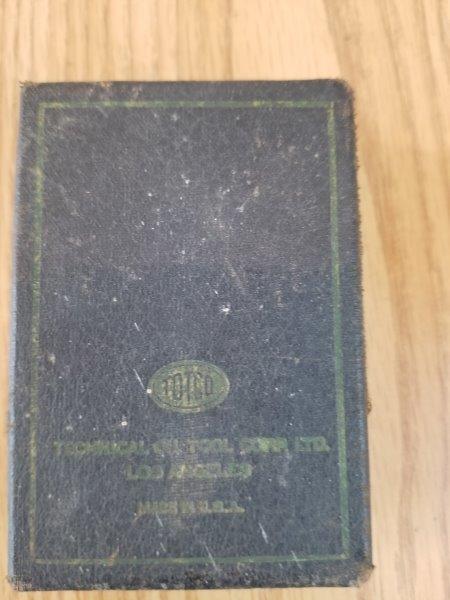 TOTCO
TECHNICAL OIL TOOL CORP. LTD.
LOS ANGELES
MADE IN U.S.A.